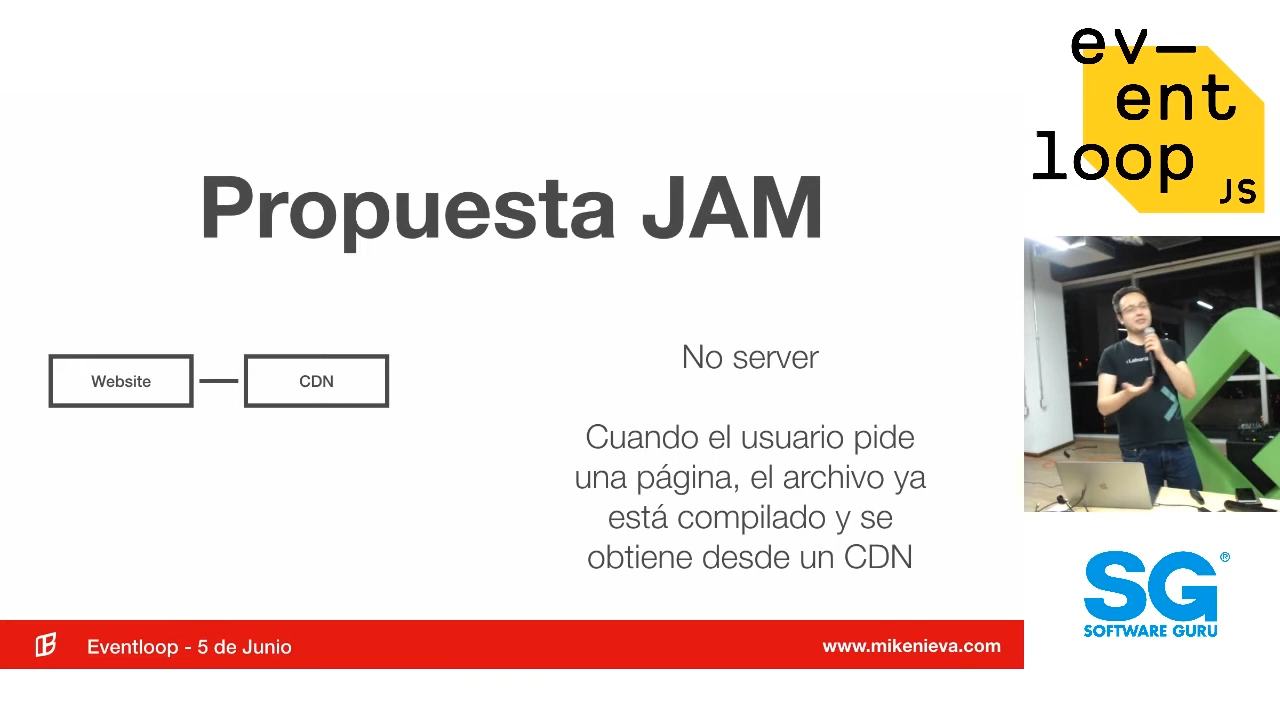 Propuesta JAM
Website
CDN
No server
Cuando el usuario pide
una página, el archivo ya
está compilado y se
obtiene desde un CDN
Eventloop - 5 de Junio
www.mikenieva.com
ev—
ent
loop
JS
SG®
SOFTWARE GURU